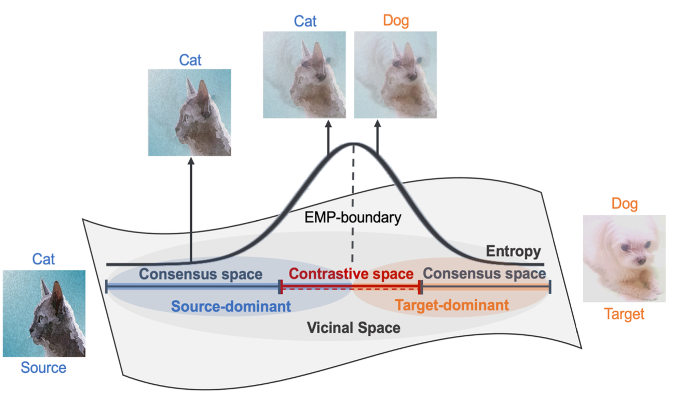 Cat
Dog
Cat
EMP-boundary
Dog
Entropy
Cat
Consensus space
Contrastive space
Consensus space
Source-dominant
Target-dominant
Target
Vicinal Space
Source